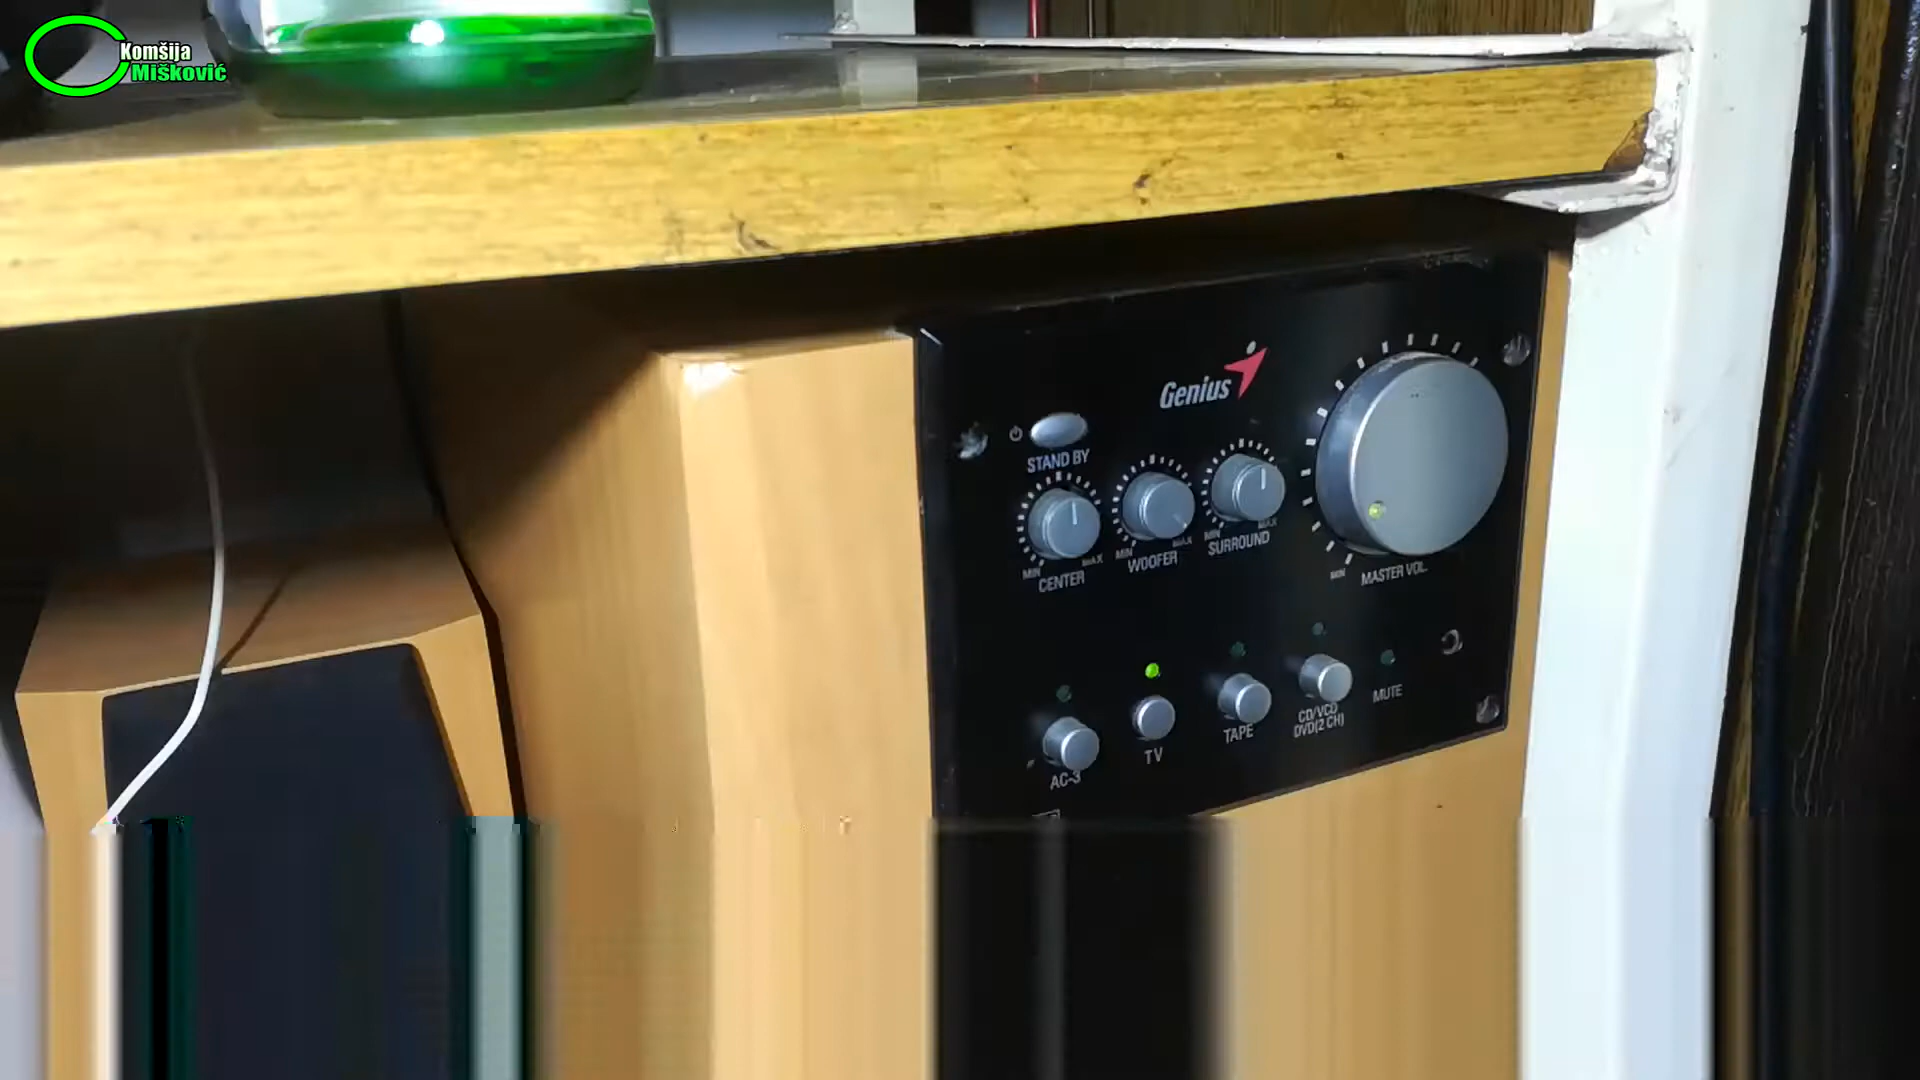 Komšija
Mišković
Genius
STAND BY
MIN
MAX
CENTER
MIN
MAX
WOOFER
MIN
MAX
SURROUND
MIN
MASTER VOL.
AC-3
TV
TAPE
CD/VCD
DVD(2 CH)
MUTE